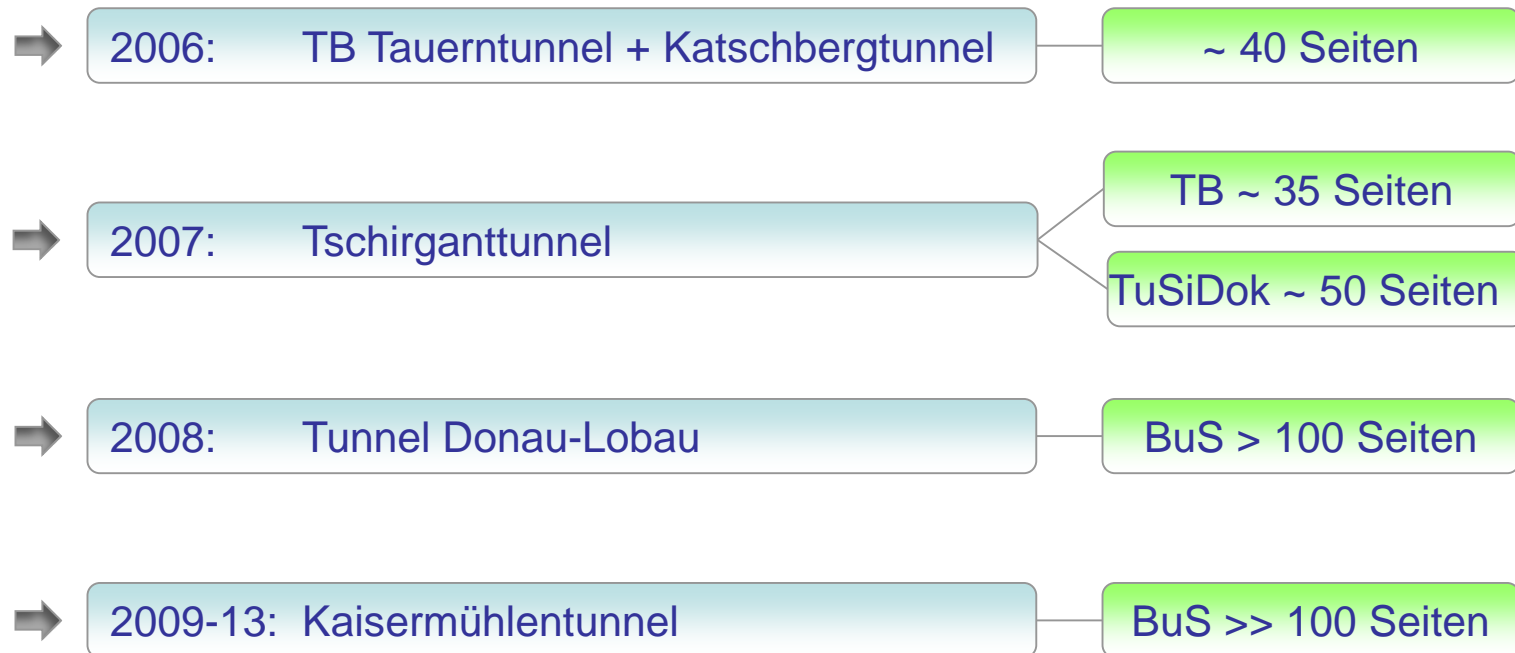 2006: TB Tauerntunnel + Katschbergtunnel
~ 40 Seiten
2007: Tschirganttunnel
TB ~ 35 Seiten
TuSiDok ~ 50 Seiten
2008: Tunnel Donau-Lobau
BuS > 100 Seiten
2009-13: Kaisermühlentunnel
BuS >> 100 Seiten